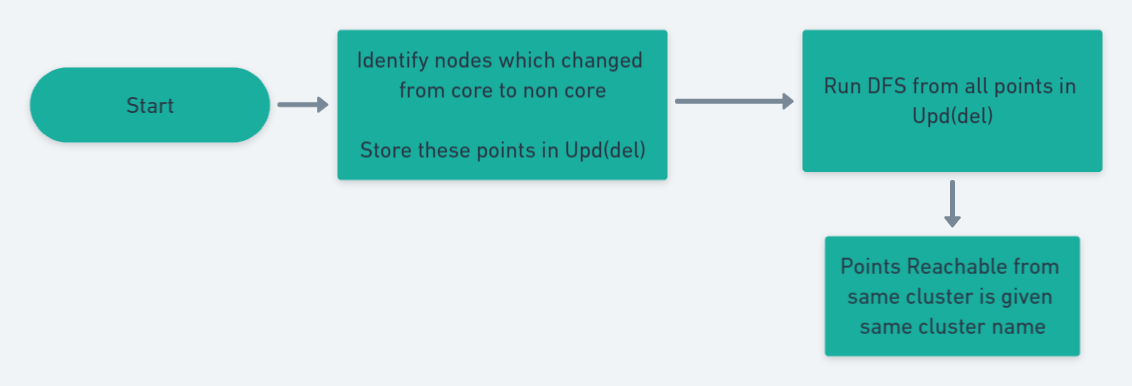 Start
Identify nodes which changed
from core to non core
Store these points in Upd(del)
Run DFS from all points in
Upd(del)
Points Reachable from
same cluster is given
same cluster name